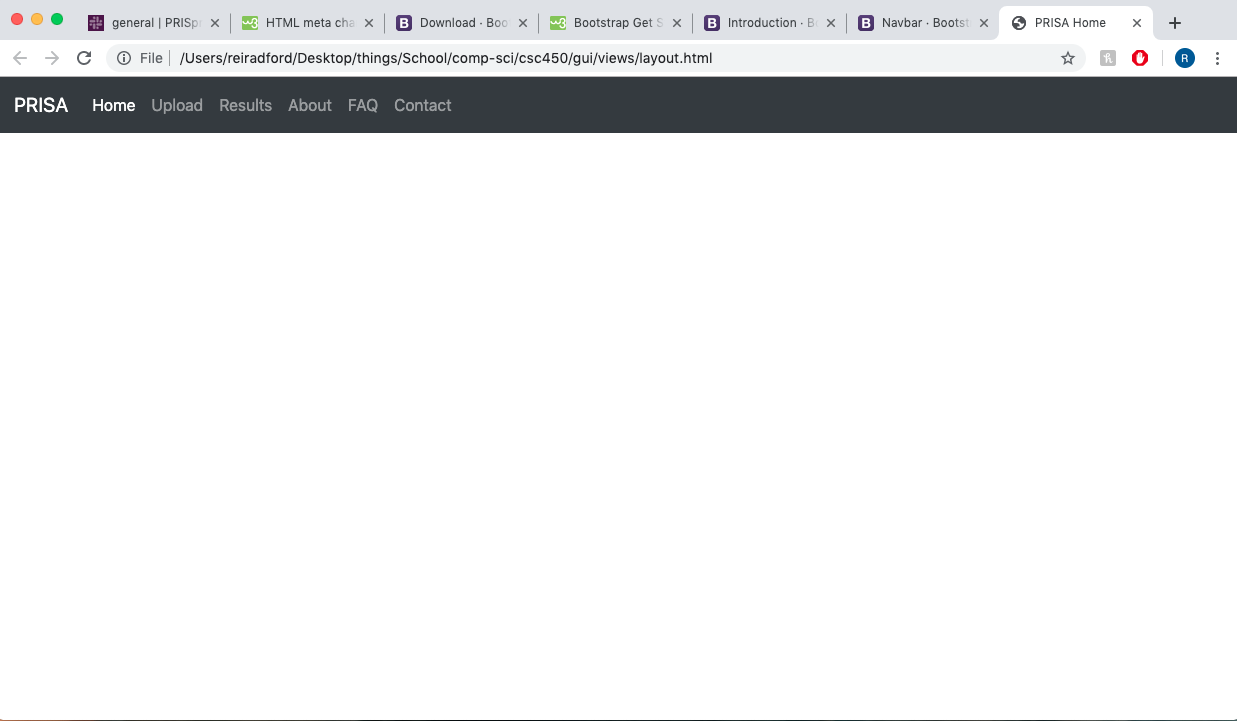 general | PRISp
HTML meta cha
Download · Boo
Bootstrap Get S
Introduction · B
Navbar · Bootst
PRISA Home
File /Users/reiradford/Desktop/things/School/comp-sci/csc450/gui/views/layout.html R
PRISA Home Upload Results About FAQ Contact